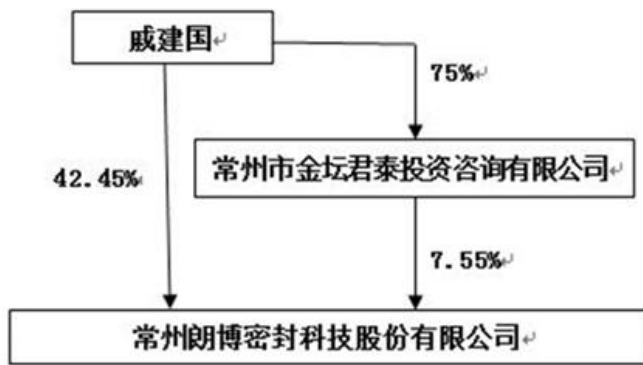 戚建国
75%
常州市金坛君泰投资咨询有限公司
42.45%
7.55%
常州朗博密封科技股份有限公司